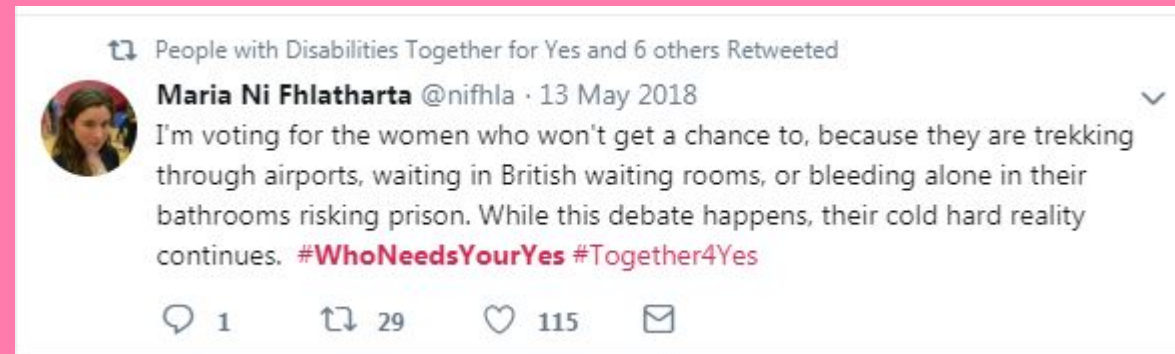 People with Disabilities Together for Yes and 6 others Retweeted
Maria Ni Fhlatharta @nifhla · 13 May 2018
I'm voting for the women who won't get a chance to, because they are trekking
through airports, waiting in British waiting rooms, or bleeding alone in their
bathrooms risking prison. While this debate happens, their cold hard reality
continues. #WhoNeedsYourYes #Together4Yes
1 29 115